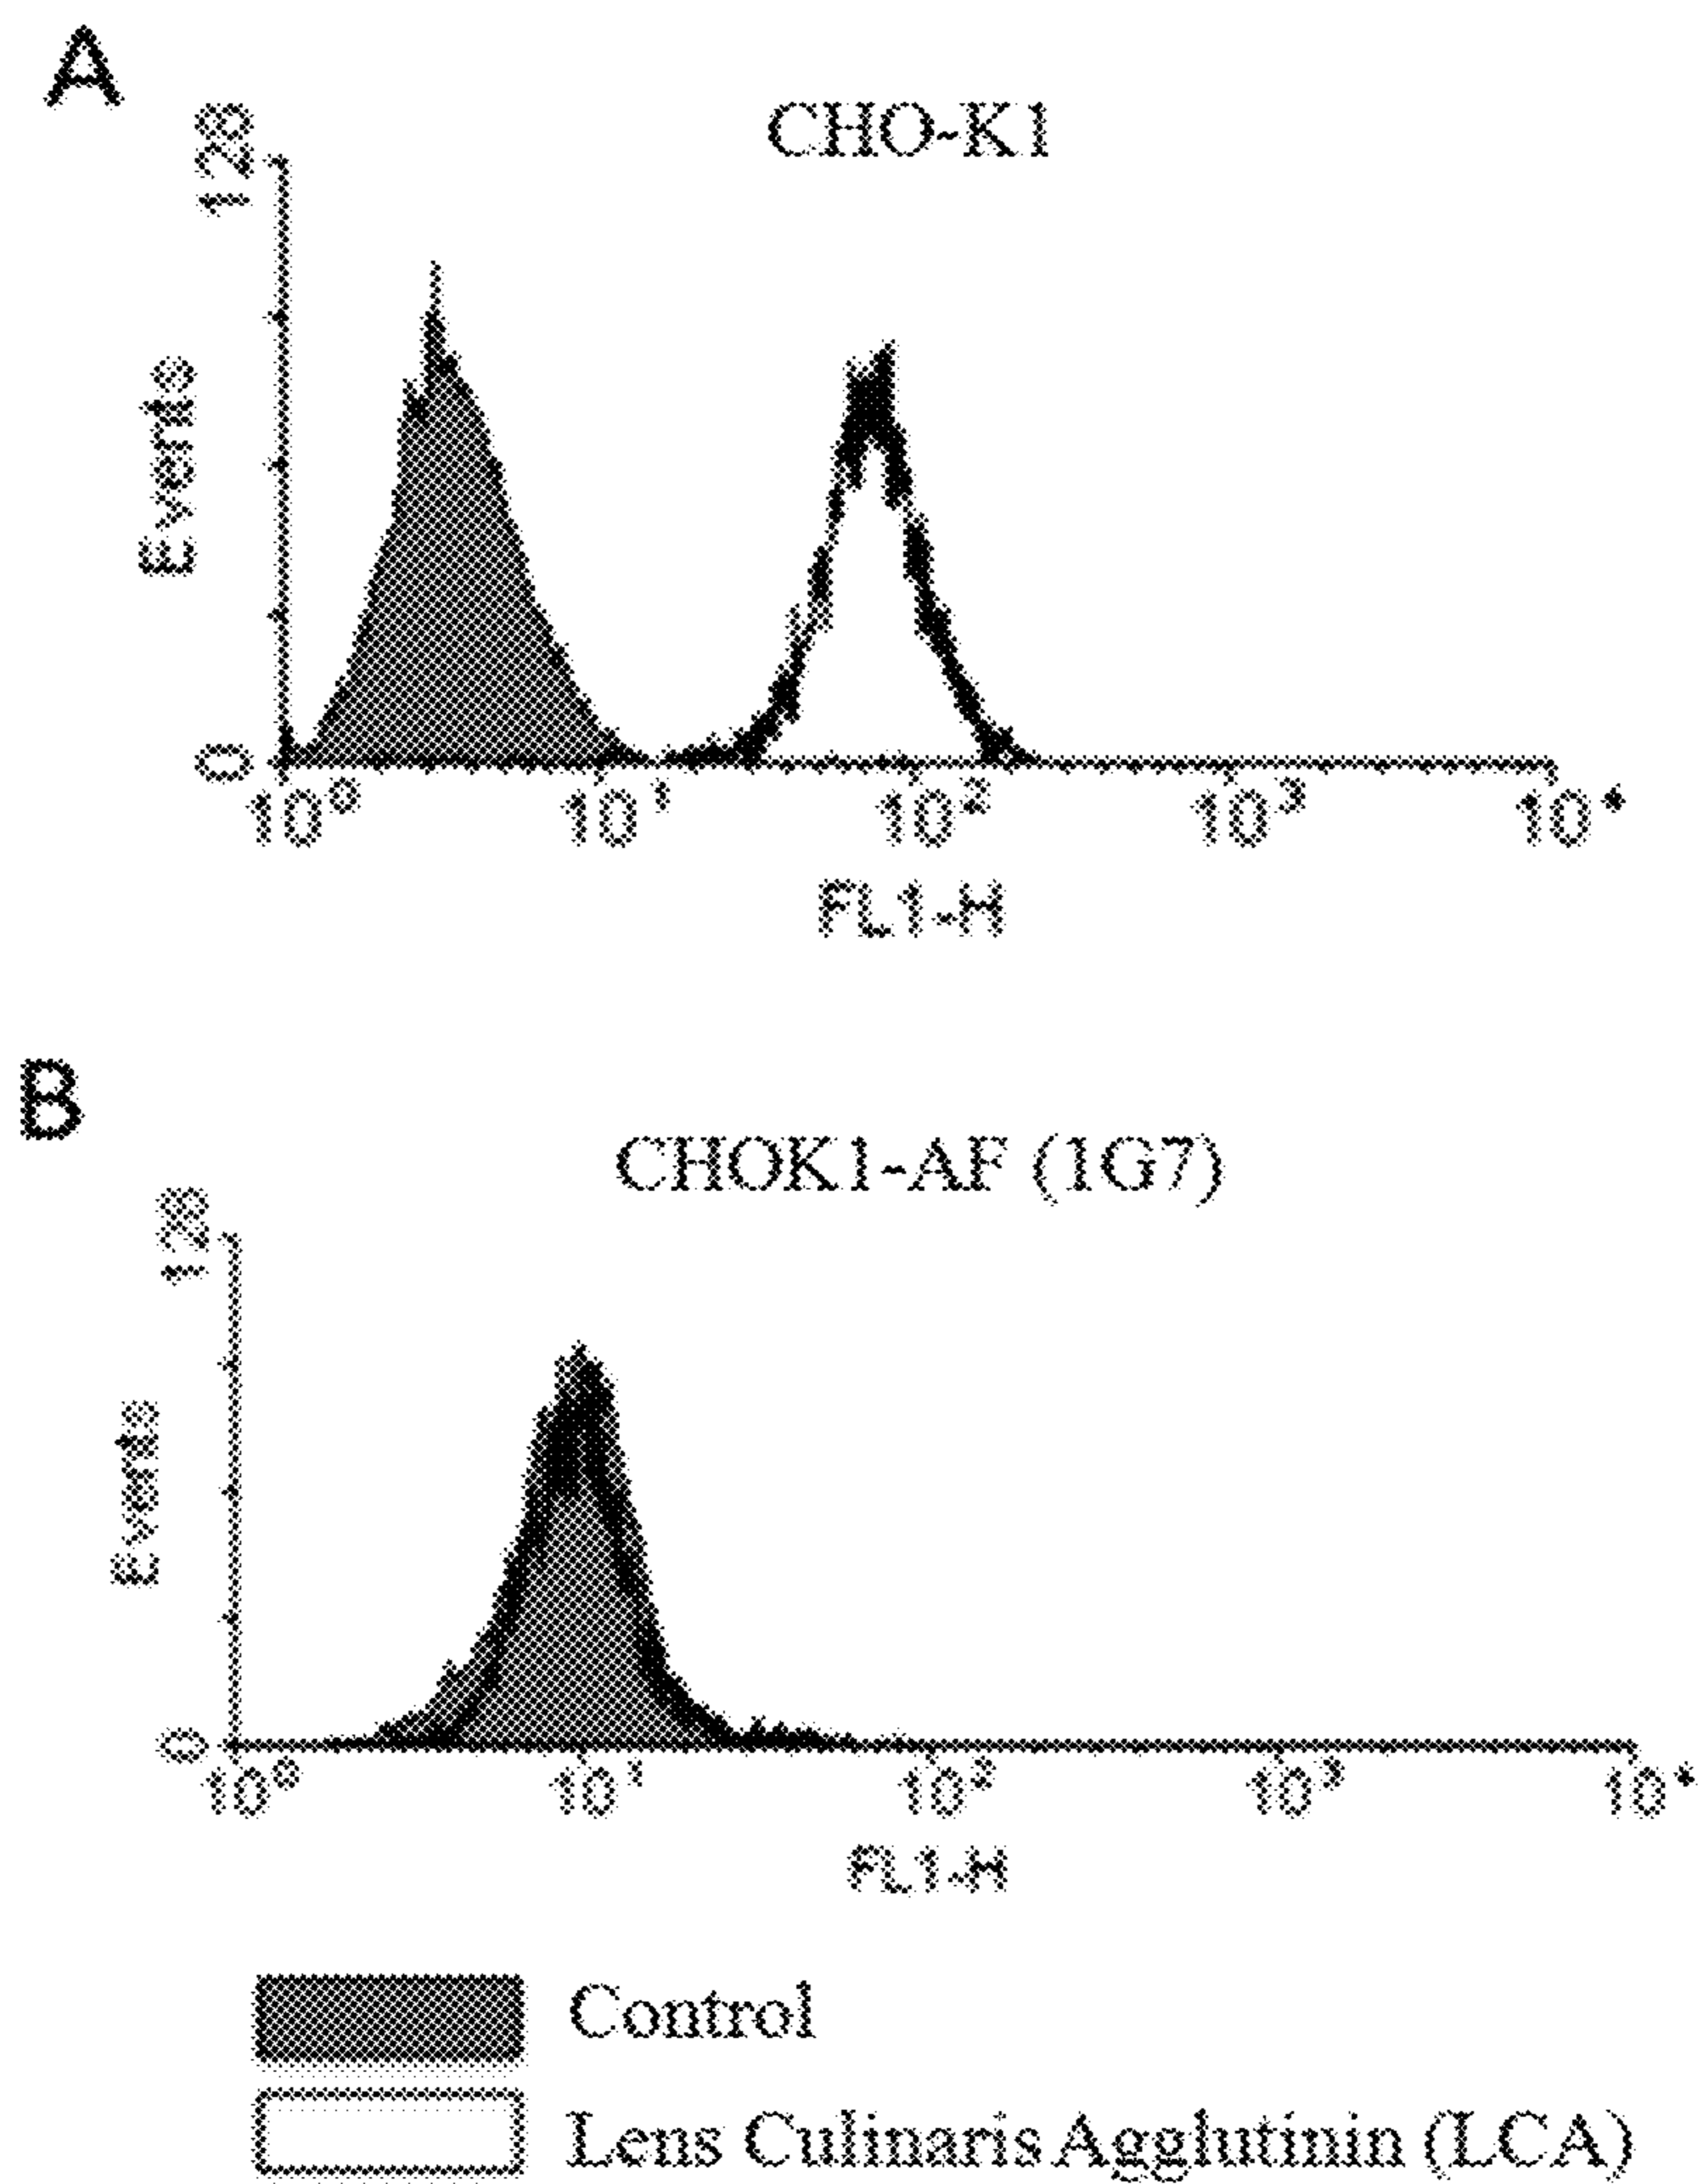 A
CHO-K1
128
Events
0
10⁰ 10¹ 10² 10³ 10⁴
FL1-H
B
CHOK1-AF (1G7)
128
Events
0
10⁰ 10¹ 10² 10³ 10⁴
FL1-H
Control
Lens Culinaris Agglutinin (LCA)